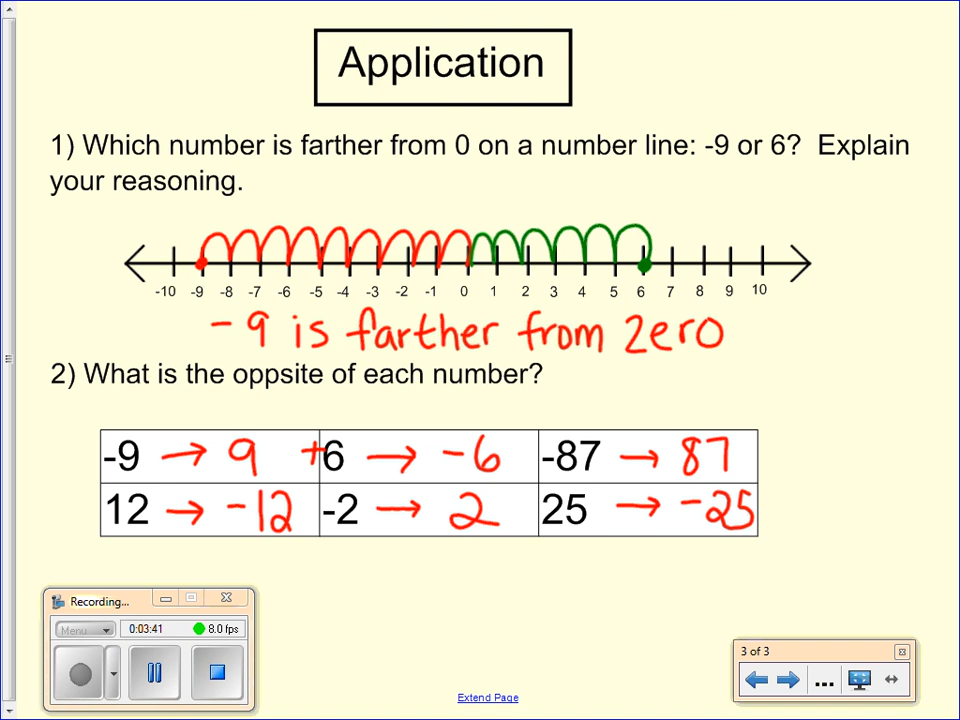 Application
1) Which number is farther from 0 on a number line: -9 or 6? Explain
your reasoning.
-10 -9 -8 -7 -6 -5 -4 -3 -2 -1 0 1 2 3 4 5 6 7 8 9 10
-9 is farther from zero
2) What is the oppsite of each number?
-9 → 9 +6 → -6 -87 → 87
12 → -12 -2 → 2 25 → -25
Recording...
Menu 0:03:41 8.0 fps
3 of 3
...
Extend Page